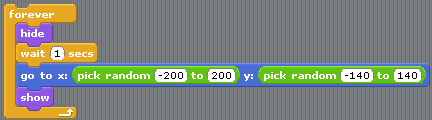 forever
hide
wait 1 secs
go to x: pick random -200 to 200 y: pick random -140 to 140
show